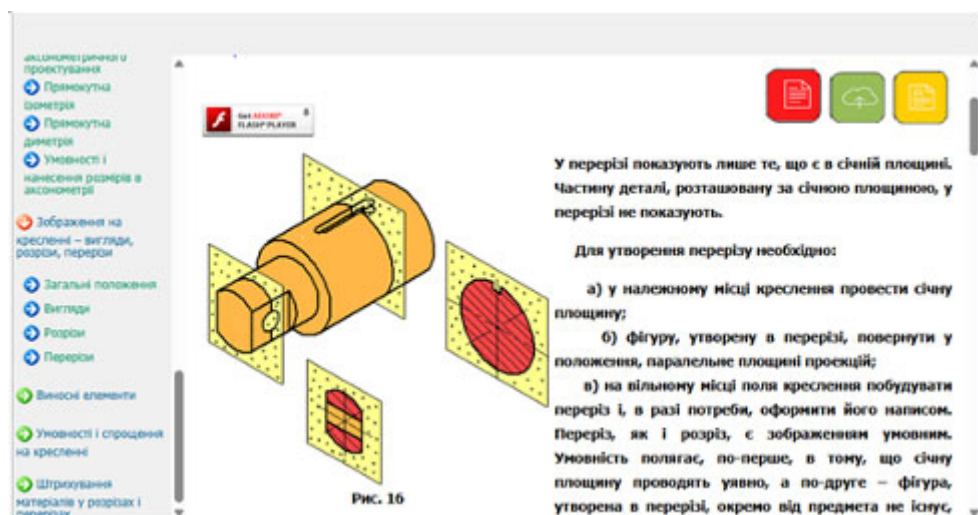 аксонометричного
проектування
Прямокутна
ізометрія
Прямокутна
диметрія
Умовності і
нанесення розмірів в
аксонометрії
Зображення на
кресленні – вигляди,
розрізи, перерізи
Загальні положення
Вигляди
Розрізи
Перерізи
Виносні елементи
Умовності і спрощення
на кресленні
Штрихування
матеріалів у розрізах і
перерізах
Get ADOBE®
FLASH® PLAYER
Рис. 16
У перерізі показують лише те, що є в січній площині.
Частину деталі, розташовану за січною площиною, у
перерізі не показують.
Для утворення перерізу необхідно:
а) у належному місці креслення провести січну
площину;
б) фігуру, утворену в перерізі, повернути у
положення, паралельне площині проекцій;
в) на вільному місці поля креслення побудувати
переріз і, в разі потреби, оформити його написом.
Переріз, як і розріз, є зображенням умовним.
Умовність полягає, по-перше, в тому, що січну
площину проводять уявно, а по-друге – фігура,
утворена в перерізі, окремо від предмета не існує,